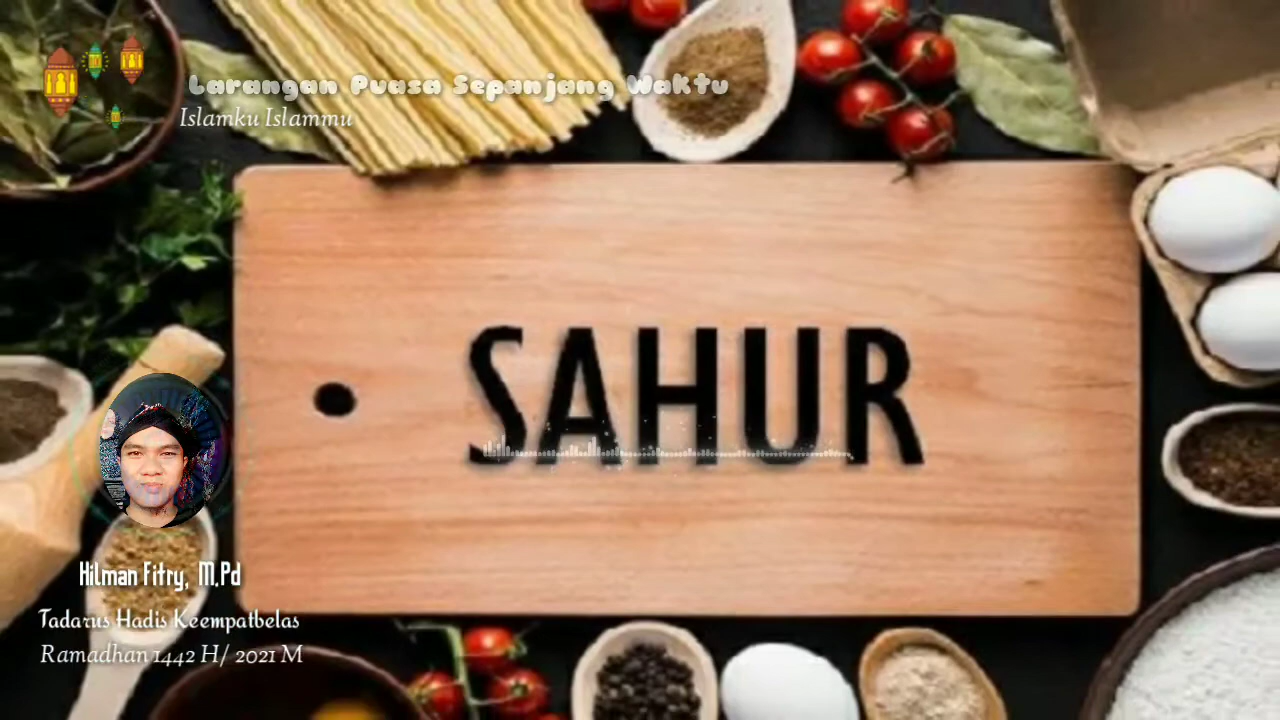 Larangan Puasa Sepanjang Waktu
Islamku Islammu
SAHUR
Hilman Fitry, M.Pd
Tadarus Hadis Keempatbelas
Ramadhan 1442 H/ 2021 M